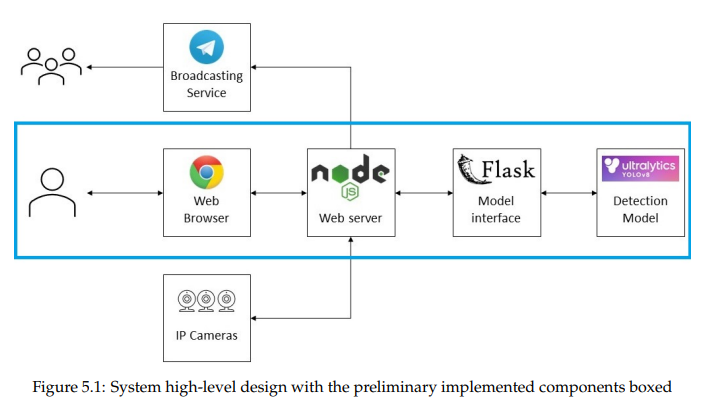 Broadcasting
Service
Web
Browser
node
JS
Web server
Flask
Model
interface
ultralytics
YOLOv8
Detection
Model
IP Cameras
Figure 5.1: System high-level design with the preliminary implemented components boxed